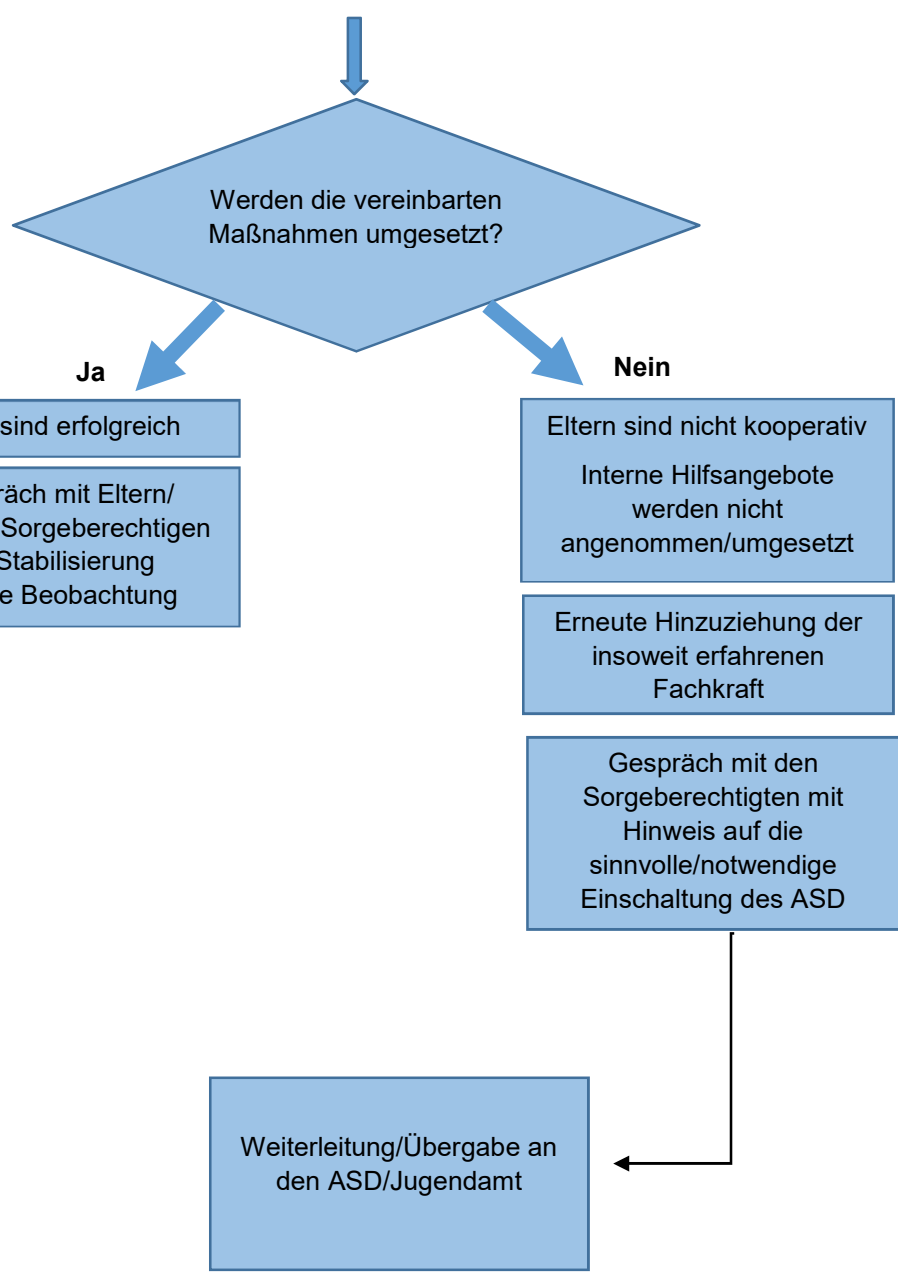 Werden die vereinbarten
Maßnahmen umgesetzt?
Ja
Nein
sind erfolgreich
räch mit Eltern/
Sorgeberechtigen
Stabilisierung
e Beobachtung
Eltern sind nicht kooperativ
Interne Hilfsangebote
werden nicht
angenommen/umgesetzt
Erneute Hinzuziehung der
insoweit erfahrenen
Fachkraft
Gespräch mit den
Sorgeberechtigten mit
Hinweis auf die
sinnvolle/notwendige
Einschaltung des ASD
Weiterleitung/Übergabe an
den ASD/Jugendamt